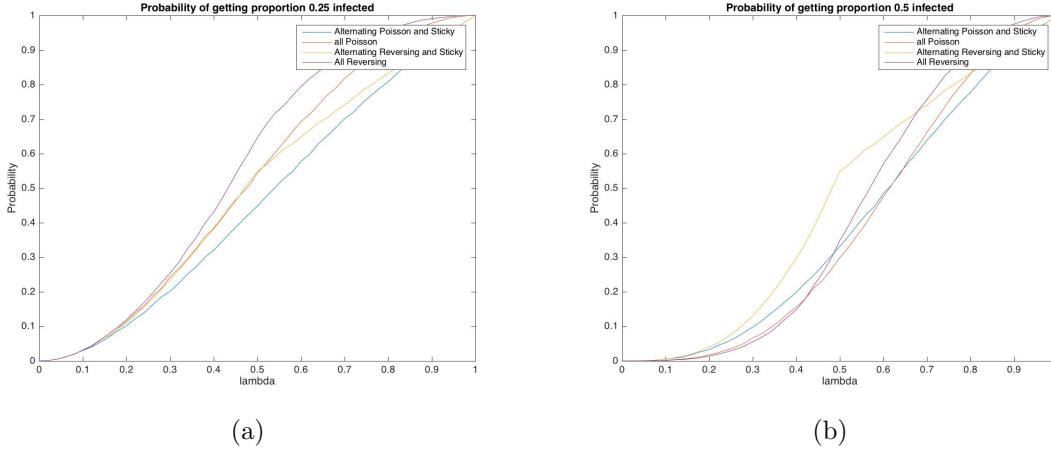 Probability of getting proportion 0.25 infected
1
0.9
0.8
0.7
0.6
0.5
0.4
0.3
0.2
0.1
0
Probability
Alternating Poisson and Sticky
all Poisson
Alternating Reversing and Sticky
All Reversing
0 0.1 0.2 0.3 0.4 0.5 0.6 0.7 0.8 0.9 1
lambda
(a)
Probability of getting proportion 0.5 infected
1
0.9
0.8
0.7
0.6
0.5
0.4
0.3
0.2
0.1
0
Probability
Alternating Poisson and Sticky
all Poisson
Alternating Reversing and Sticky
All Reversing
0 0.1 0.2 0.3 0.4 0.5 0.6 0.7 0.8 0.9
lambda
(b)